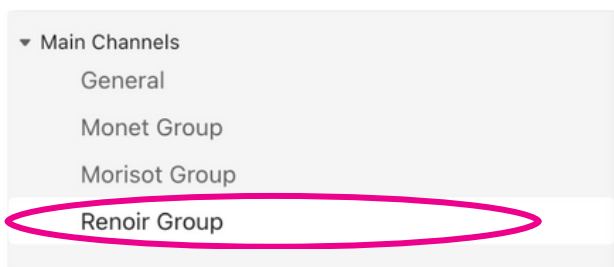 Main Channels
General
Monet Group
Morisot Group
Renoir Group